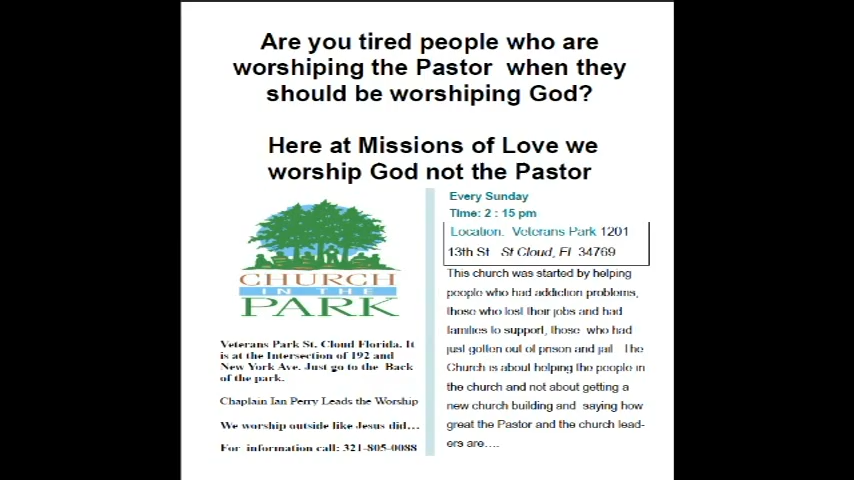 Are you tired people who are
worshiping the Pastor when they
should be worshiping God?
Here at Missions of Love we
worship God not the Pastor
CHURCH
IN THE
PARK
Veterans Park St. Cloud Florida. It
is at the Intersection of 192 and
New York Ave. Just go to the Back
of the park.
Chaplain Ian Perry Leads the Worship
We worship outside like Jesus did…
For information call: 321-805-0088
Every Sunday
Time: 2 : 15 pm
Location: Veterans Park 1201
13th St St Cloud, Fl 34769
This church was started by helping
people who had addiction problems,
those who lost their jobs and had
families to support, those who had
just gotten out of prison and jail The
Church is about helping the people in
the church and not about getting a
new church building and saying how
great the Pastor and the church lead-
ers are….